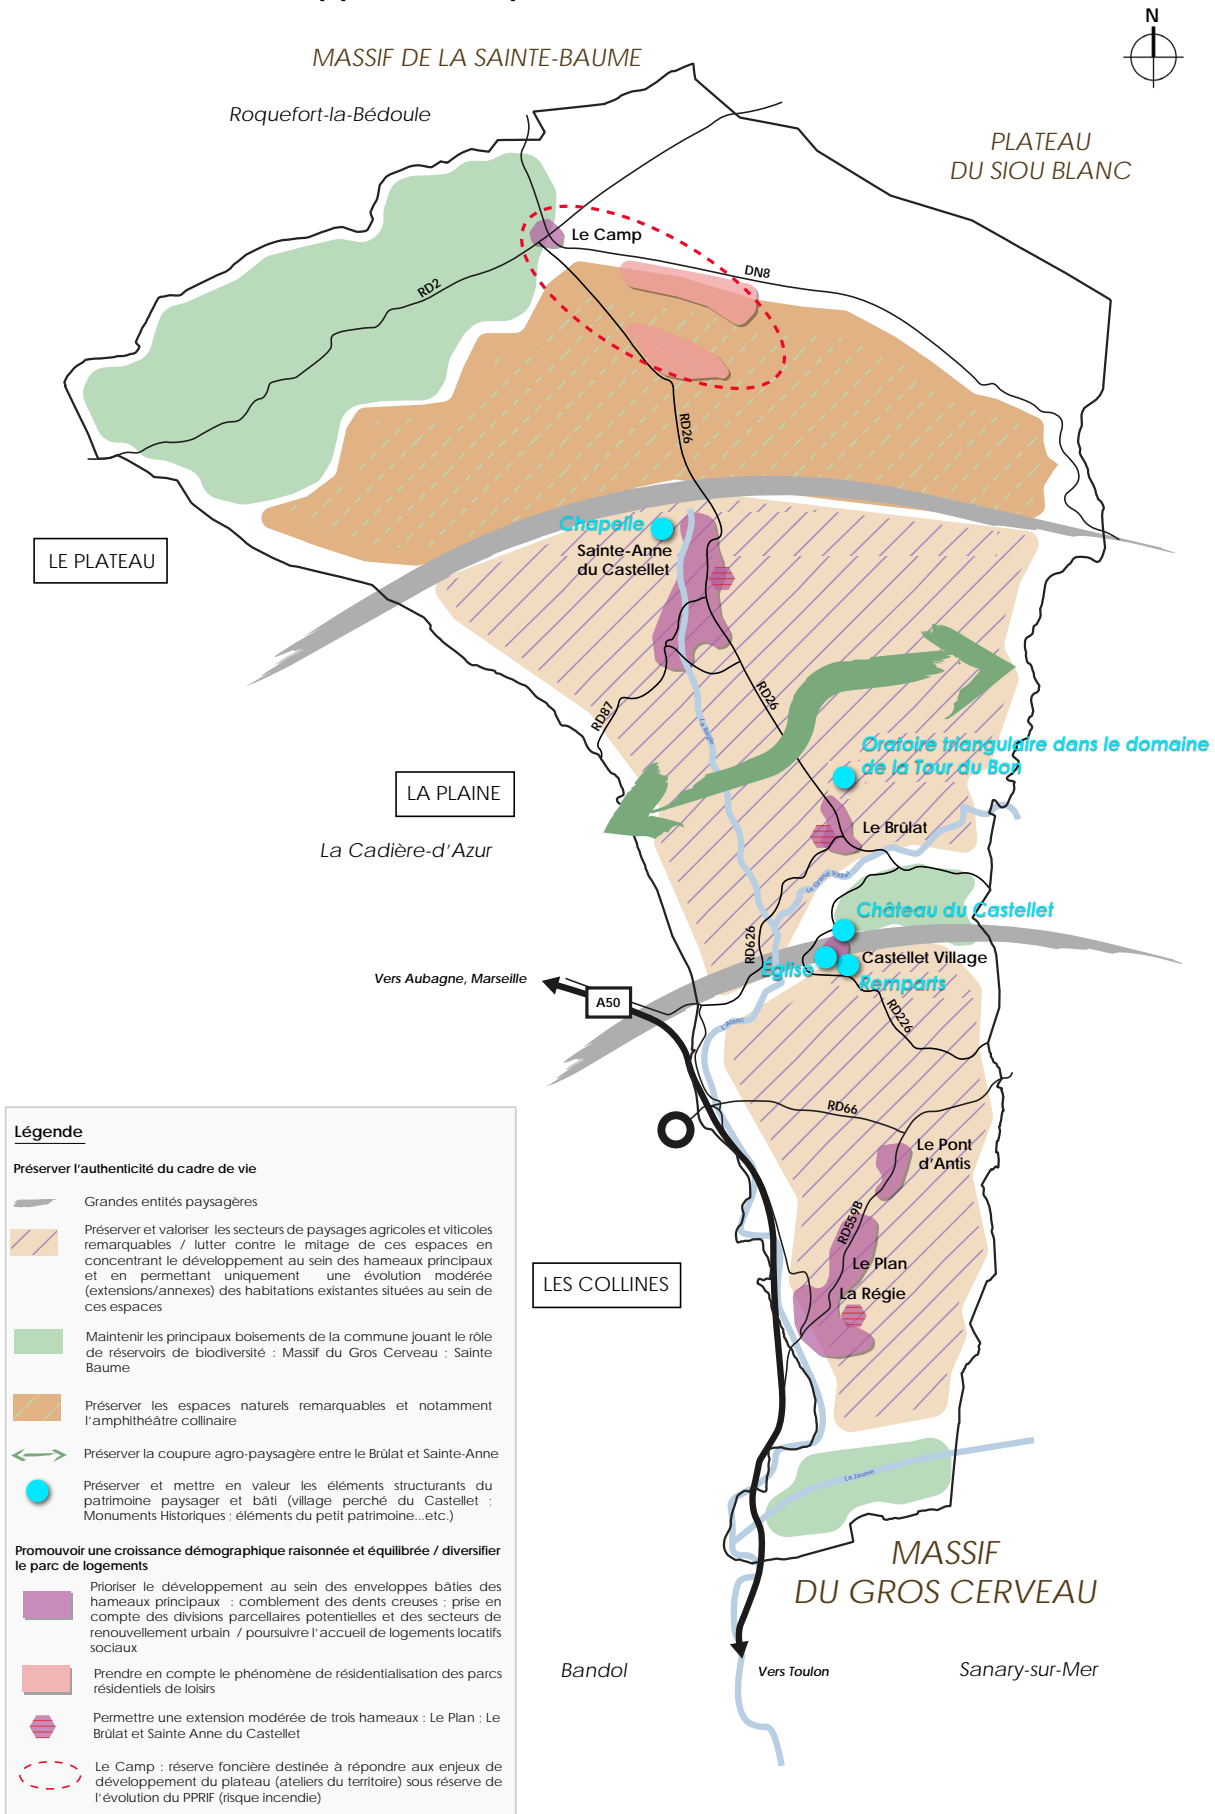 N
MASSIF DE LA SAINTE-BAUME
Roquefort-la-Bédoule
PLATEAU
DU SIOU BLANC
Le Camp
DN8
RD2
RD26
Chapelle
Sainte-Anne
du Castellet
LE PLATEAU
RD87
RD26
La Règie
Oratoire triangulaire dans le domaine
de la Tour du Bon
LA PLAINE
Le Brûlat
La Cadière-d'Azur
Le Grand Vallat
Château du Castellet
RD626
Castellet Village
Église
Remparts
Vers Aubagne, Marseille
A50
RD226
RD66
Le Pont
d'Antis
RD559B
Le Plan
LES COLLINES
La Régie
La Jaume
MASSIF
DU GROS CERVEAU
Bandol
Vers Toulon
Sanary-sur-Mer
Légende
Préserver l'authenticité du cadre de vie
Grandes entités paysagères
Préserver et valoriser les secteurs de paysages agricoles et viticoles
remarquables / lutter contre le mitage de ces espaces en
concentrant le développement au sein des hameaux principaux
et en permettant uniquement une évolution modérée
(extensions/annexes) des habitations existantes situées au sein de
ces espaces
Maintenir les principaux boisements de la commune jouant le rôle
de réservoirs de biodiversité : Massif du Gros Cerveau ; Sainte
Baume
Préserver les espaces naturels remarquables et notamment
l'amphithéâtre collinaire
Préserver la coupure agro-paysagère entre le Brûlat et Sainte-Anne
Préserver et mettre en valeur les éléments structurants du
patrimoine paysager et bâti (village perché du Castellet ;
Monuments Historiques ; éléments du petit patrimoine...etc.)
Promouvoir une croissance démographique raisonnée et équilibrée / diversifier
le parc de logements
Prioriser le développement au sein des enveloppes bâties des
hameaux principaux : comblement des dents creuses ; prise en
compte des divisions parcellaires potentielles et des secteurs de
renouvellement urbain / poursuivre l'accueil de logements locatifs
sociaux
Prendre en compte le phénomène de résidentialisation des parcs
résidentiels de loisirs
Permettre une extension modérée de trois hameaux : Le Plan ; Le
Brûlat et Sainte Anne du Castellet
Le Camp : réserve foncière destinée à répondre aux enjeux de
développement du plateau (ateliers du territoire) sous réserve de
l'évolution du PPRIF (risque incendie)